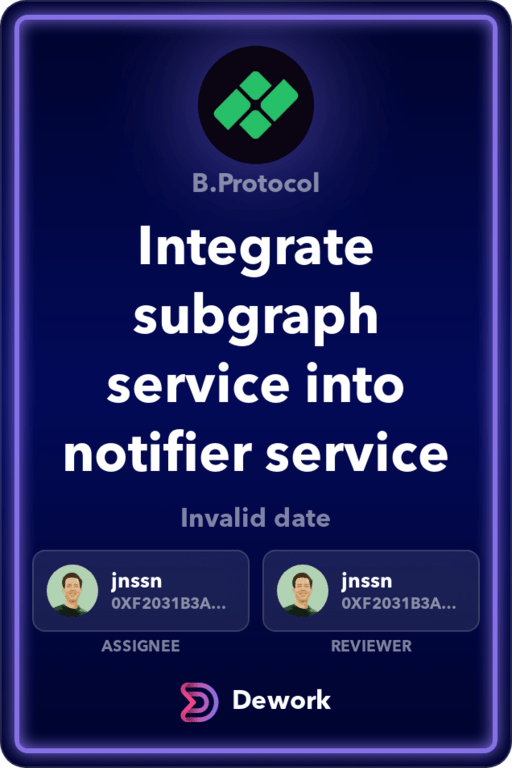 B.Protocol
Integrate
subgraph
service into
notifier service
Invalid date
jnssn
0XF2031B3A...
jnssn
0XF2031B3A...
ASSIGNEE
REVIEWER
Dework